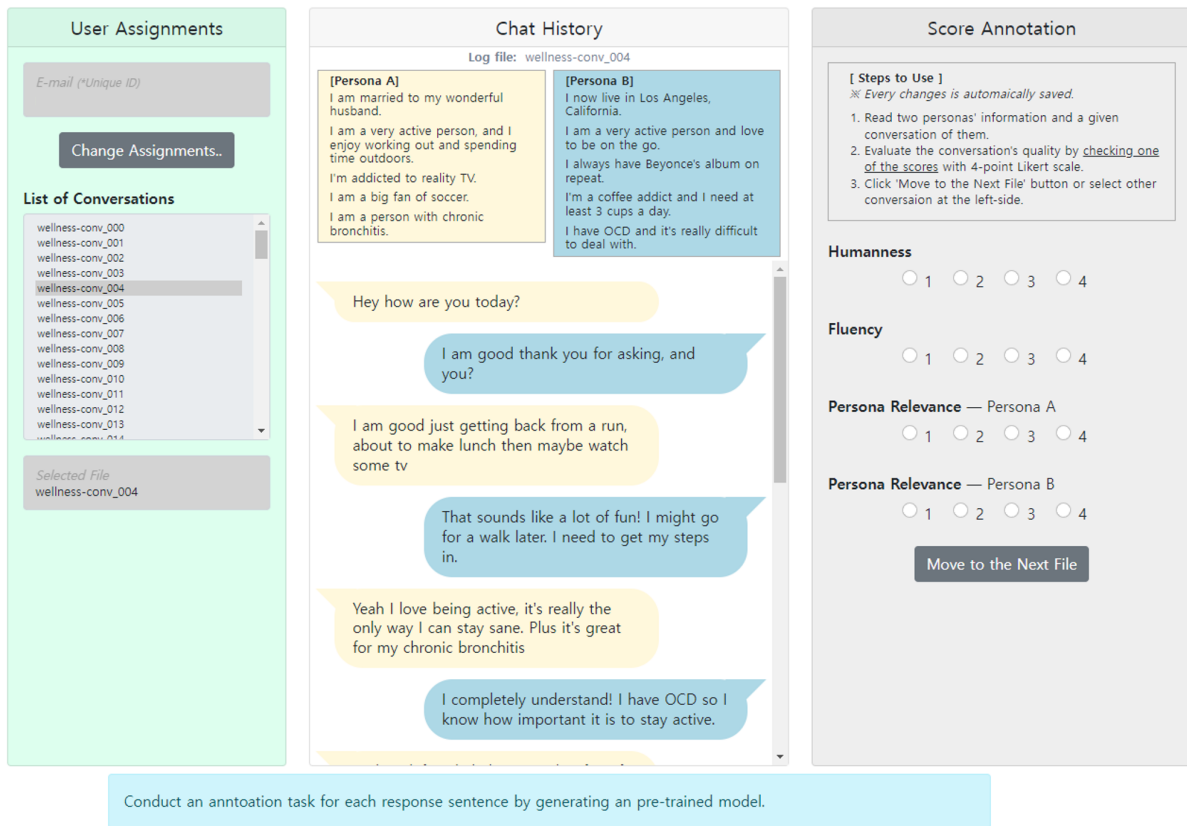 User Assignments
E-mail (*Unique ID)
Change Assignments..
List of Conversations
wellness-conv_000
wellness-conv_001
wellness-conv_002
wellness-conv_003
wellness-conv_004
wellness-conv_005
wellness-conv_006
wellness-conv_007
wellness-conv_008
wellness-conv_009
wellness-conv_010
wellness-conv_011
wellness-conv_012
wellness-conv_013
wellness-conv_014
Selected File
wellness-conv_004
Chat History
Log file: wellness-conv_004
[Persona A]
I am married to my wonderful
husband.
I am a very active person, and I
enjoy working out and spending
time outdoors.
I'm addicted to reality TV.
I am a big fan of soccer.
I am a person with chronic
bronchitis.
[Persona B]
I now live in Los Angeles,
California.
I am a very active person and love
to be on the go.
I always have Beyonce's album on
repeat.
I'm a coffee addict and I need at
least 3 cups a day.
I have OCD and it's really difficult
to deal with.
Hey how are you today?
I am good thank you for asking, and
you?
I am good just getting back from a run,
about to make lunch then maybe watch
some tv
That sounds like a lot of fun! I might go
for a walk later. I need to get my steps
in.
Yeah I love being active, it's really the
only way I can stay sane. Plus it's great
for my chronic bronchitis
I completely understand! I have OCD so I
know how important it is to stay active.
Score Annotation
[ Steps to Use ]
※ Every changes is automaically saved.
1. Read two personas' information and a given
conversation of them.
2. Evaluate the conversation's quality by checking one
of the scores with 4-point Likert scale.
3. Click 'Move to the Next File' button or select other
conversaion at the left-side.
Humanness
1 2 3 4
Fluency
1 2 3 4
Persona Relevance — Persona A
1 2 3 4
Persona Relevance — Persona B
1 2 3 4
Move to the Next File
Conduct an anntoation task for each response sentence by generating an pre-trained model.